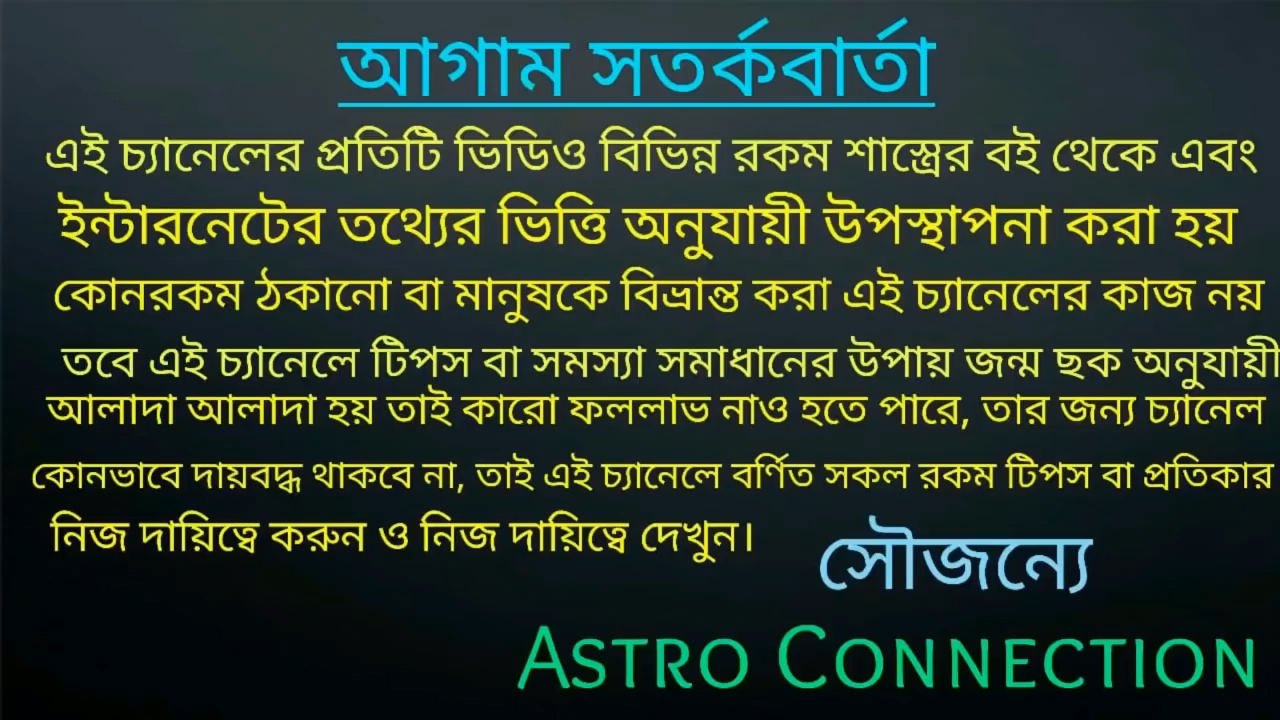 আগাম সতর্কবার্তা
এই চ্যানেলের প্রতিটি ভিডিও বিভিন্ন রকম শাস্ত্রের বই থেকে এবং
ইন্টারনেটের তথ্যের ভিত্তি অনুযায়ী উপস্থাপনা করা হয়
কোনরকম ঠকানো বা মানুষকে বিভ্রান্ত করা এই চ্যানেলের কাজ নয়
তবে এই চ্যানেলে টিপস বা সমস্যা সমাধানের উপায় জন্ম ছক অনুযায়ী
আলাদা আলাদা হয় তাই কারো ফললাভ নাও হতে পারে, তার জন্য চ্যানেল
কোনভাবে দায়বদ্ধ থাকবে না, তাই এই চ্যানেলে বর্ণিত সকল রকম টিপস বা প্রতিকার
নিজ দায়িত্বে করুন ও নিজ দায়িত্বে দেখুন।
সৌজন্যে
ASTRO CONNECTION